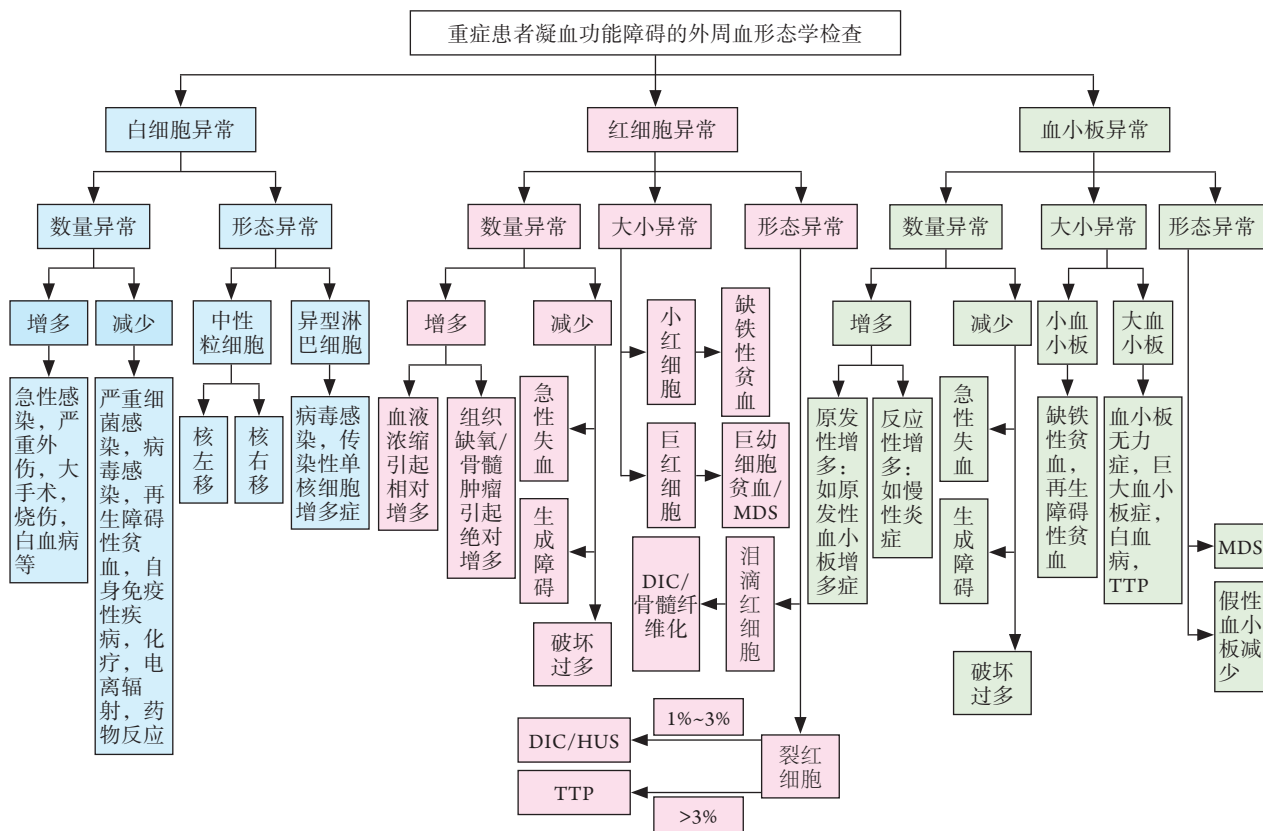 重症患者凝血功能障碍的外周血形态学检查
白细胞异常
红细胞异常
血小板异常
数量异常
形态异常
数量异常
大小异常
形态异常
数量异常
大小异常
形态异常
增多
减少
中性
粒细胞
异型淋
巴细胞
增多
减少
小
红
细
胞
缺
铁
性
贫
血
增多
减少
小血
小板
大血
小板
急性感
染，严
重外
伤，大
手术，
烧伤，
白血病
等
严重细
菌感
染，病
毒感
染，再
生障碍
性贫
血，自
身免疫
性疾
病，化
疗，电
离辐
射，药
物反应
核
左
移
核
右
移
病毒感
染，传
染性单
核细胞
增多症
血液
浓缩
引起
相对
增多
组织
缺氧/
骨髓
肿瘤
引起
绝对
增多
急
性
失
血
生
成
障
碍
破坏
过多
巨
红
细
胞
巨幼
细胞
贫血/
MDS
DIC/
骨髓纤
维化
泪
滴
红
细
胞
1%~3%
DIC/HUS
裂红
细胞
TTP
>3%
原发
性增
多：
如原
发性
血小
板增
多症
反应
性增
多：
如慢
性炎
症
急
性
失
血
生
成
障
碍
破坏
过多
缺铁
性贫
血，
再生
障碍
性贫
血
血小板
无力
症，巨
大血小
板症，
白血
病，
TTP
MDS
假性
血小
板减
少